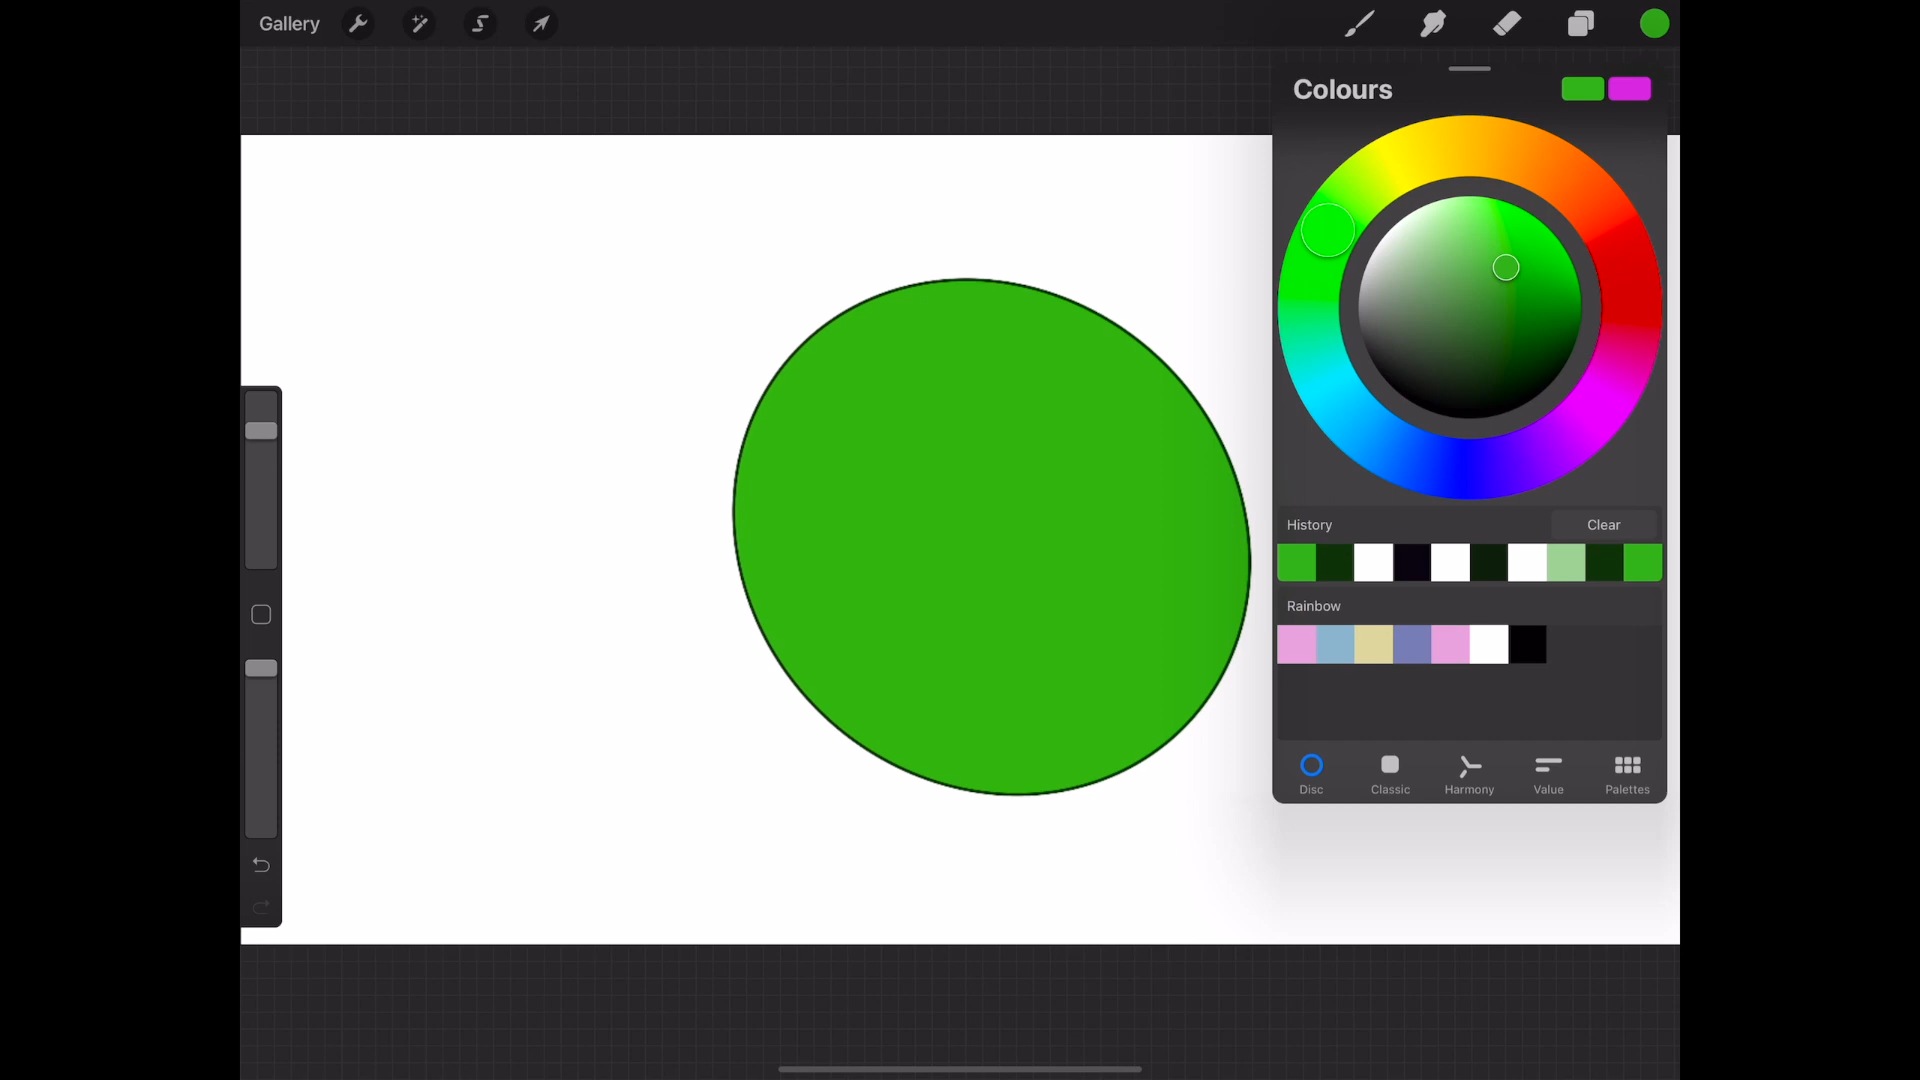 Gallery
Colours
History
Clear
Rainbow
Disc
Classic
Harmony
Value
Palettes